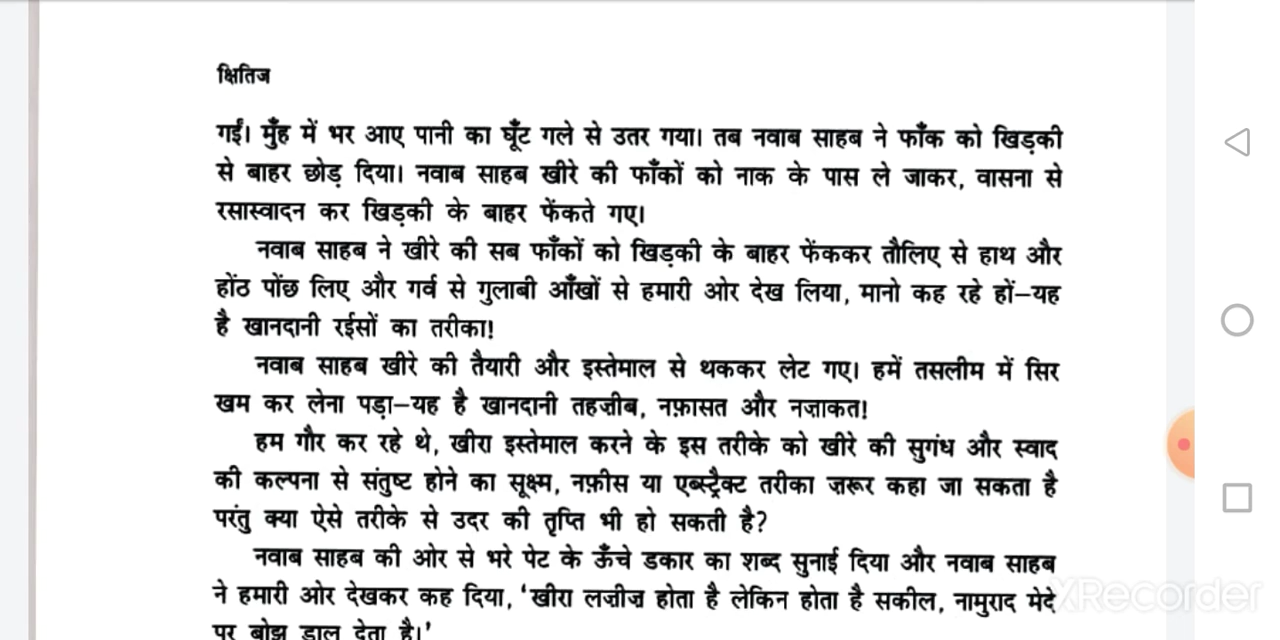 क्षितिज
गईं। मुँह में भर आए पानी का घूँट गले से उतर गया। तब नवाब साहब ने फाँक को खिड़की
से बाहर छोड़ दिया। नवाब साहब खीरे की फाँकों को नाक के पास ले जाकर, वासना से
रसास्वादन कर खिड़की के बाहर फेंकते गए।
नवाब साहब ने खीरे की सब फाँकों को खिड़की के बाहर फेंककर तौलिए से हाथ और
होंठ पोंछ लिए और गर्व से गुलाबी आँखों से हमारी ओर देख लिया, मानो कह रहे हों–यह
है खानदानी रईसों का तरीका!
नवाब साहब खीरे की तैयारी और इस्तेमाल से थककर लेट गए। हमें तसलीम में सिर
खम कर लेना पड़ा–यह है खानदानी तहज़ीब, नफ़ासत और नज़ाकत!
हम गौर कर रहे थे, खीरा इस्तेमाल करने के इस तरीके को खीरे की सुगंध और स्वाद
की कल्पना से संतुष्ट होने का सूक्ष्म, नफ़ीस या एब्स्ट्रैक्ट तरीका ज़रूर कहा जा सकता है
परंतु क्या ऐसे तरीके से उदर की तृप्ति भी हो सकती है?
नवाब साहब की ओर से भरे पेट के ऊँचे डकार का शब्द सुनाई दिया और नवाब साहब
ने हमारी ओर देखकर कह दिया, ‘खीरा लज़ीज़ होता है लेकिन होता है सकील, नामुराद मेदे
पर बोझ डाल देता है।’
XRecorder